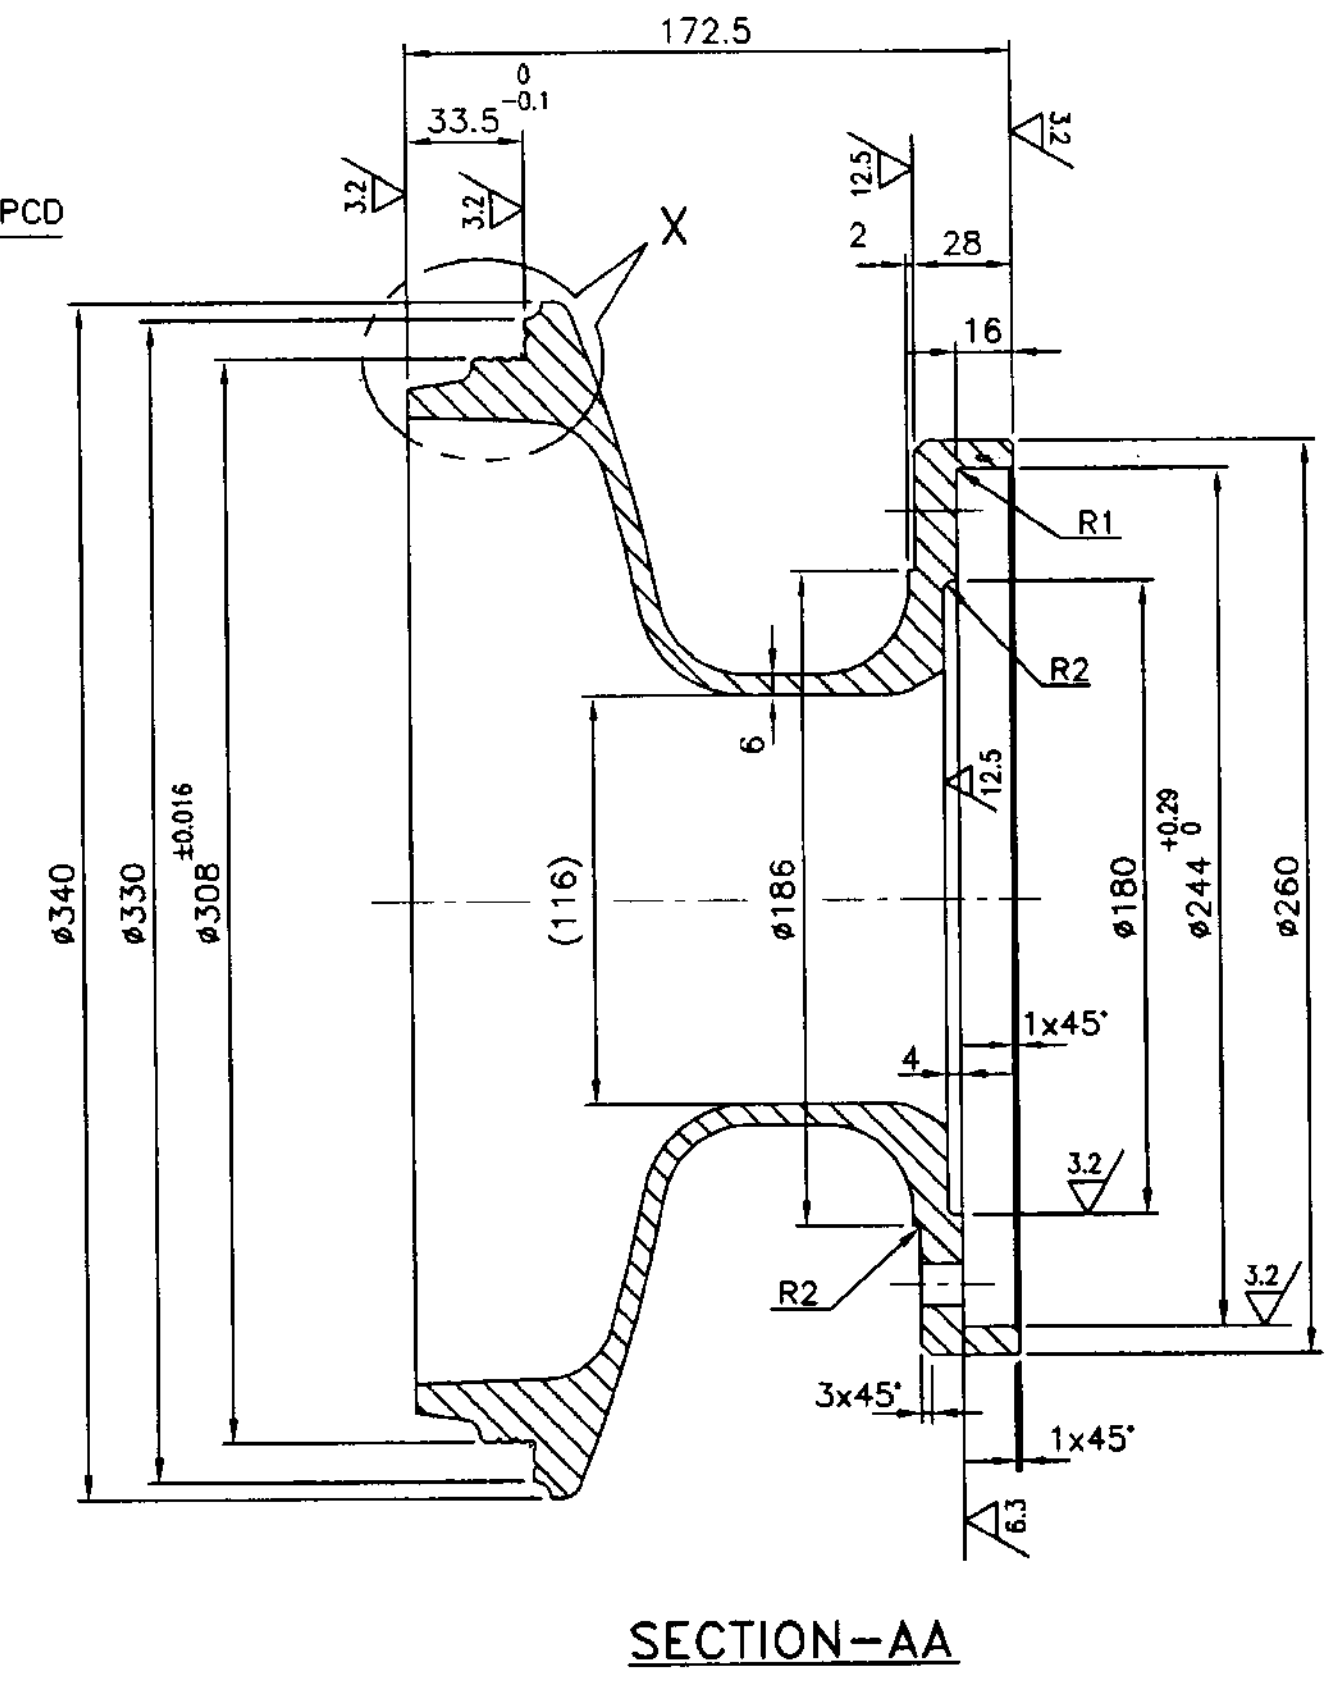 172.5
0
-0.1
33.5
3.2
3.2
3.2
12.5
PCD
X
2
28
16
R1
R2
6
12.5
ø340
ø330
±0.016
ø308
(116)
ø186
ø180
+0.29
0
ø244
ø260
1x45°
4
3.2
3.2
R2
3x45°
1x45°
6.3
SECTION-AA